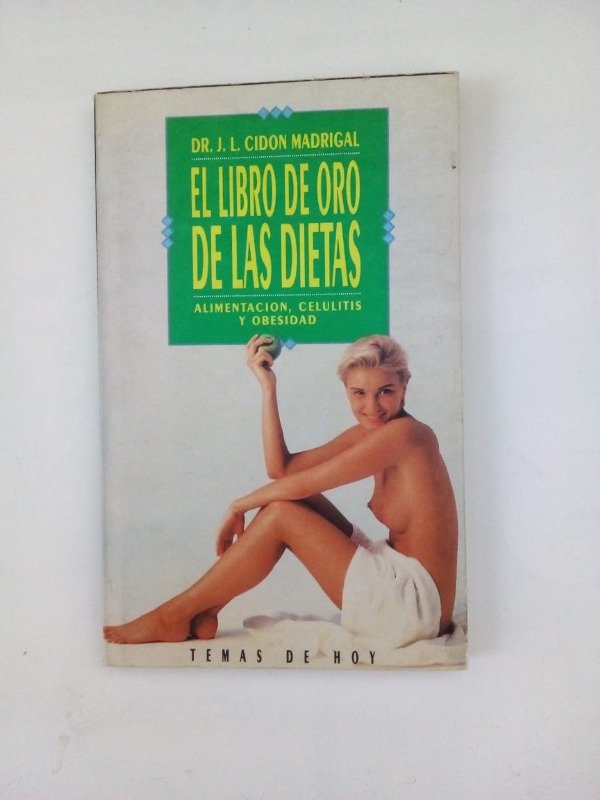 DR. J. L. CIDON MADRIGAL
EL LIBRO DE ORO
DE LAS DIETAS
ALIMENTACION, CELULITIS
Y OBESIDAD
TEMAS DE HOY